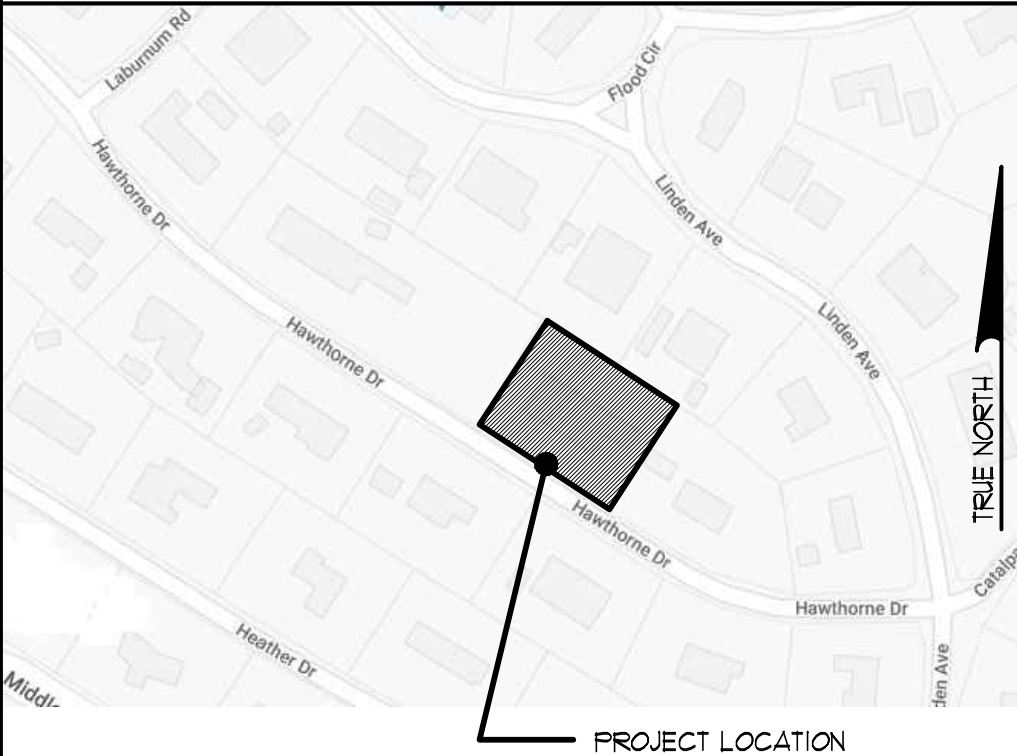 Laburnum Rd
Flood Cir
Hawthorne Dr
Linden Ave
Linden Ave
Hawthorne Dr
TRUE NORTH
Hawthorne Dr
Hawthorne Dr
Heather Dr
PROJECT LOCATION